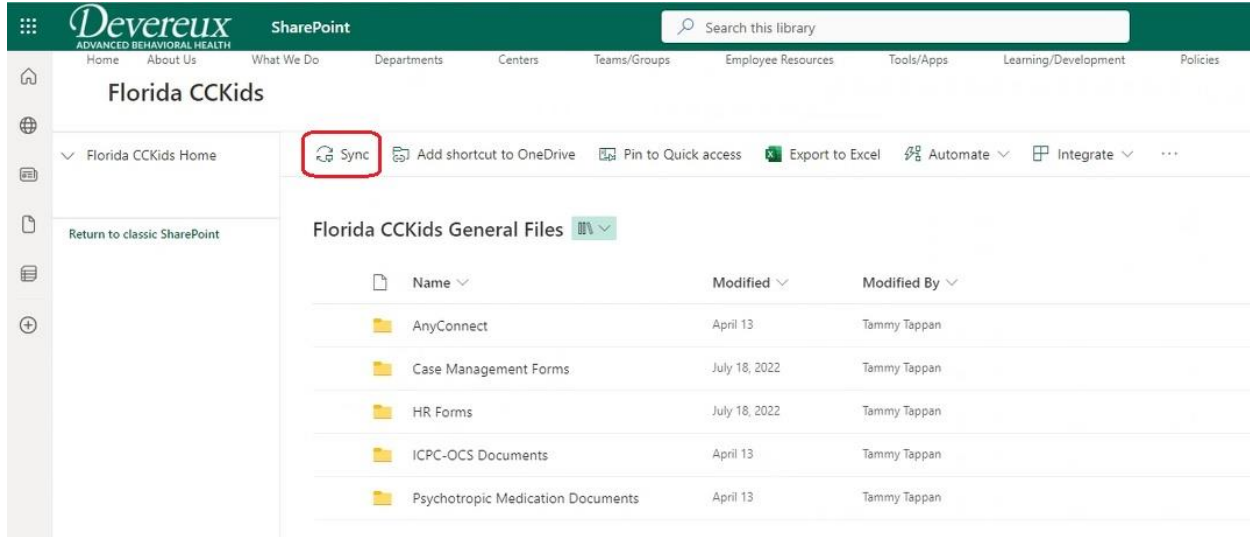 Devereux
ADVANCED BEHAVIORAL HEALTH
SharePoint
Search this library
Home About Us What We Do Departments Centers Teams/Groups Employee Resources Tools/Apps Learning/Development Policies
Florida CCKids
Florida CCKids Home
Sync Add shortcut to OneDrive Pin to Quick access Export to Excel Automate Integrate ...
Return to classic SharePoint
Florida CCKids General Files
Name Modified Modified By
AnyConnect April 13 Tammy Tappan
Case Management Forms July 18, 2022 Tammy Tappan
HR Forms July 18, 2022 Tammy Tappan
ICPC-OCS Documents April 13 Tammy Tappan
Psychotropic Medication Documents April 13 Tammy Tappan